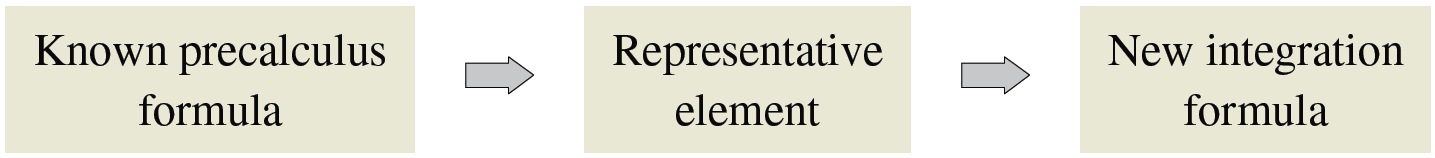 Known precalculus
formula
Representative
element
New integration
formula